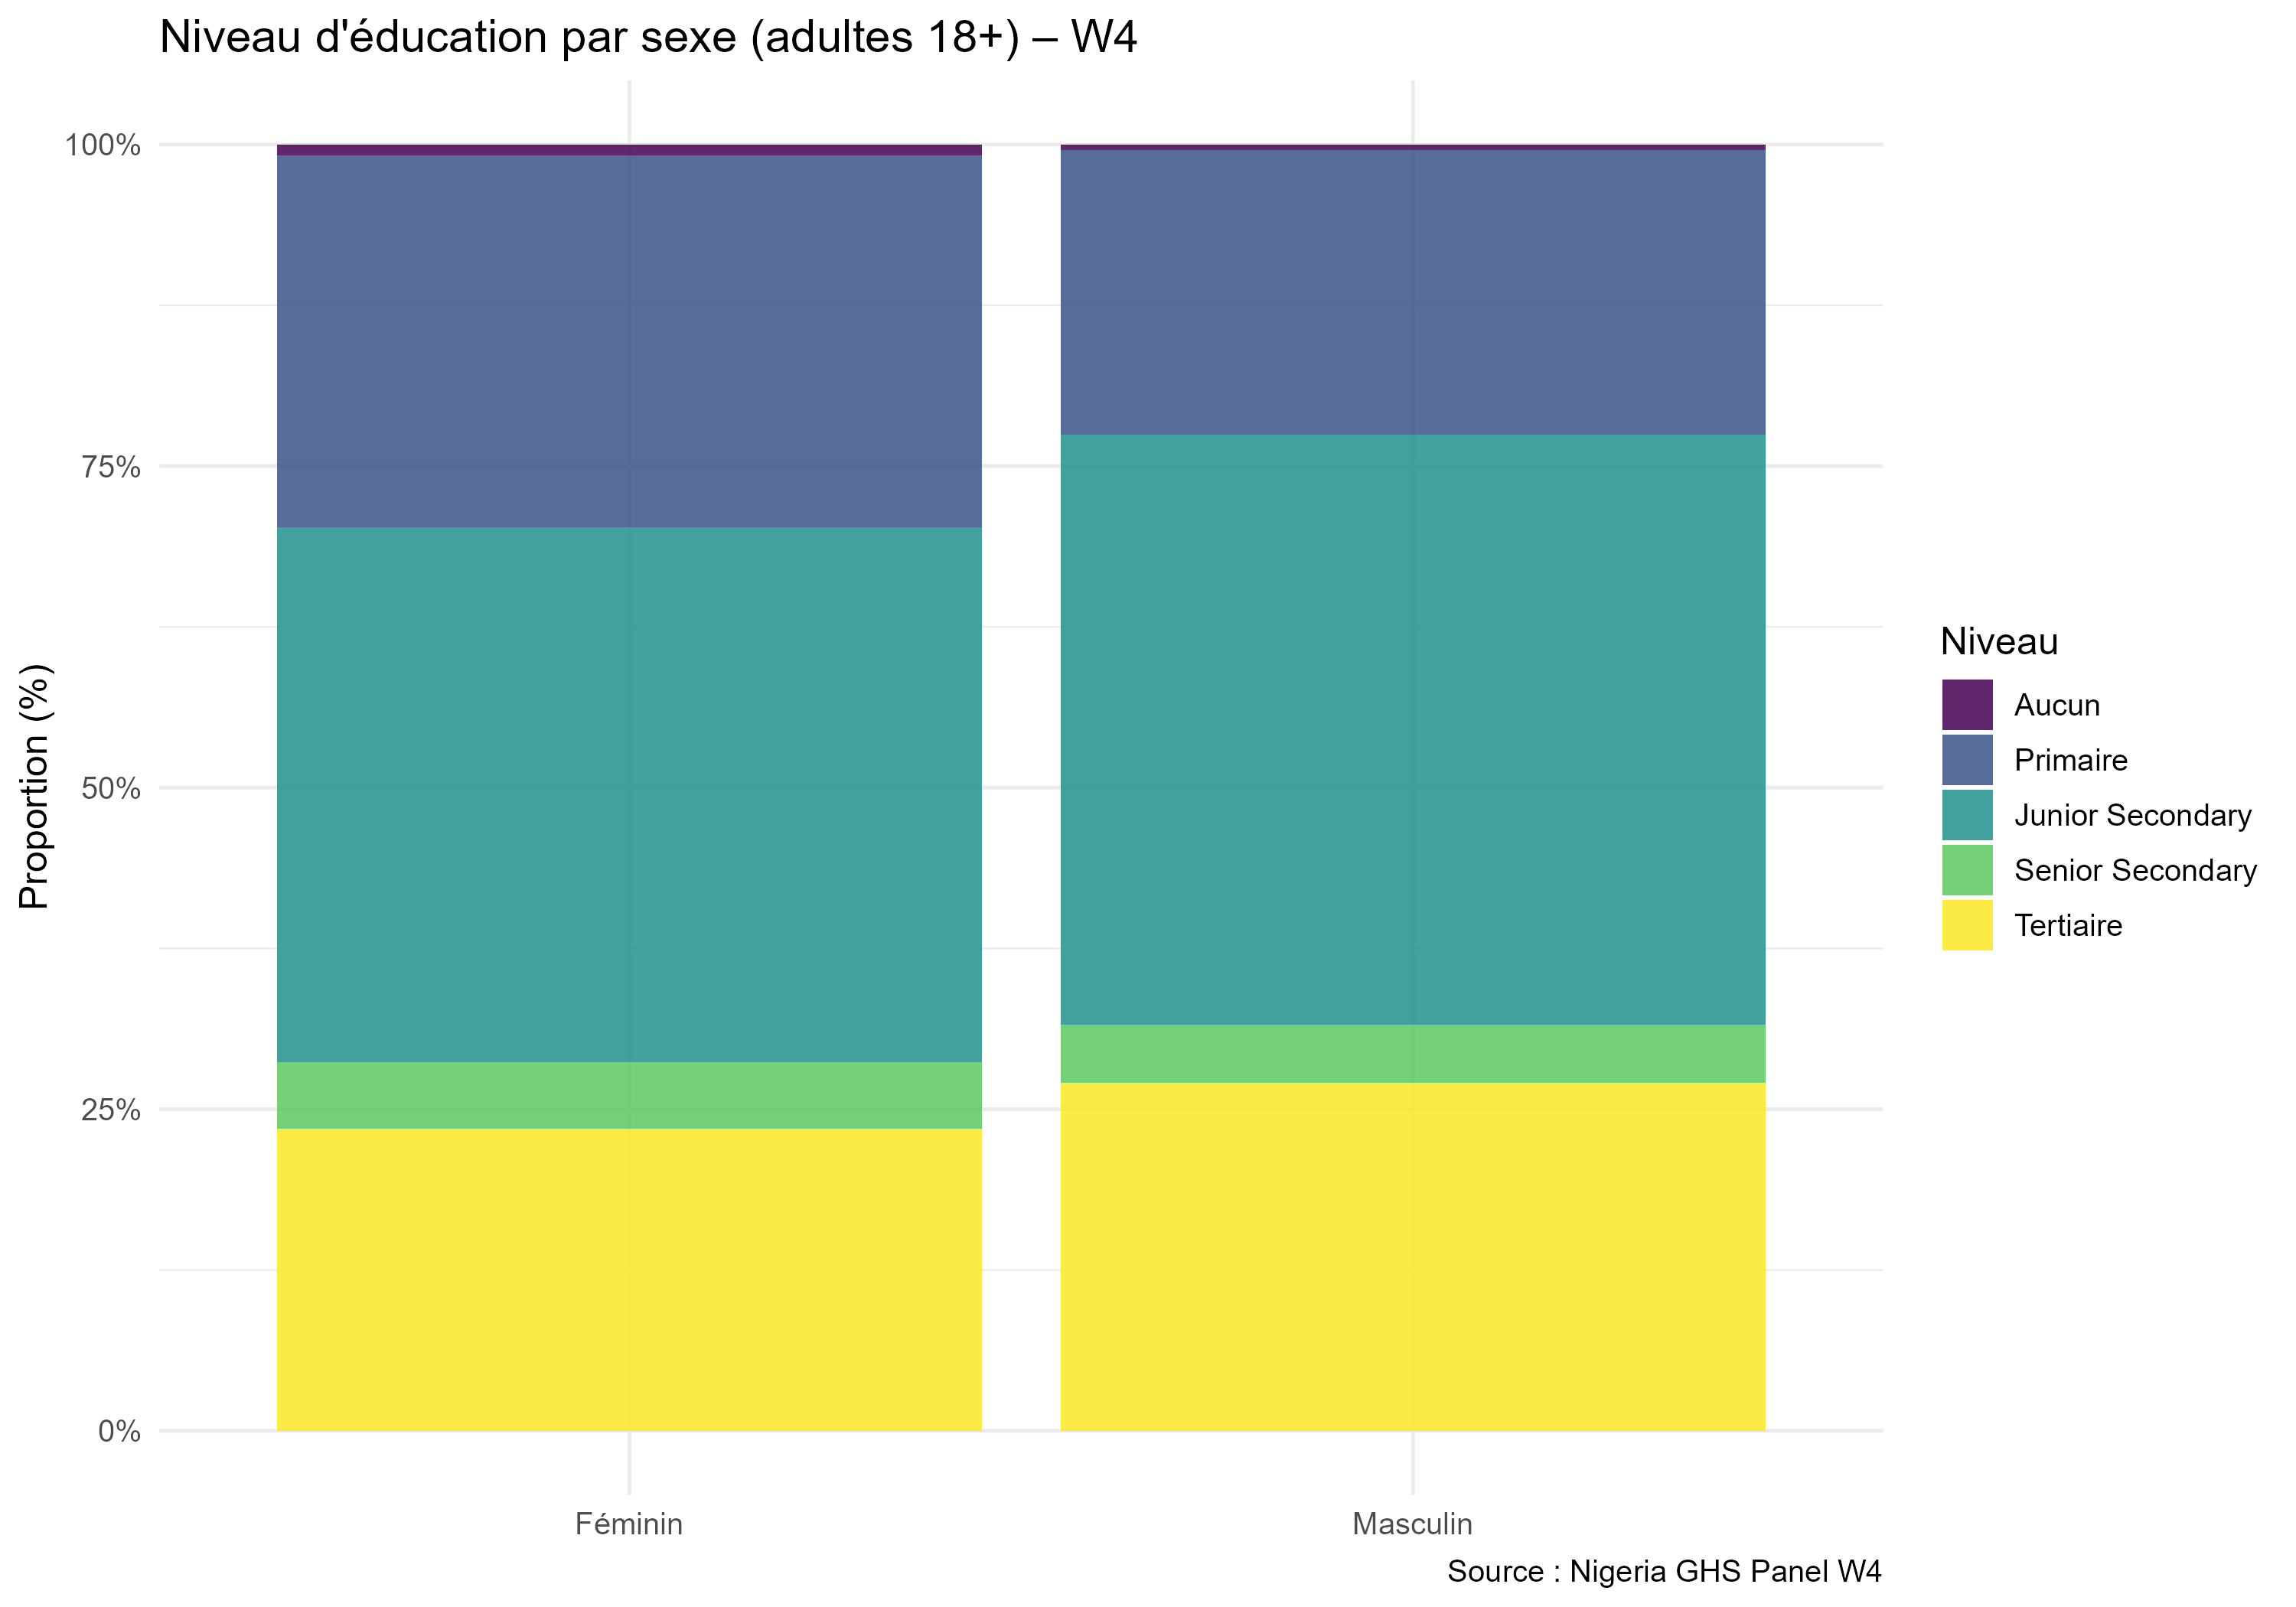 Niveau d'éducation par sexe (adultes 18+) – W4
Proportion (%)
100%
75%
50%
25%
0%
Féminin
Masculin
Niveau
Aucun
Primaire
Junior Secondary
Senior Secondary
Tertiaire
Source : Nigeria GHS Panel W4